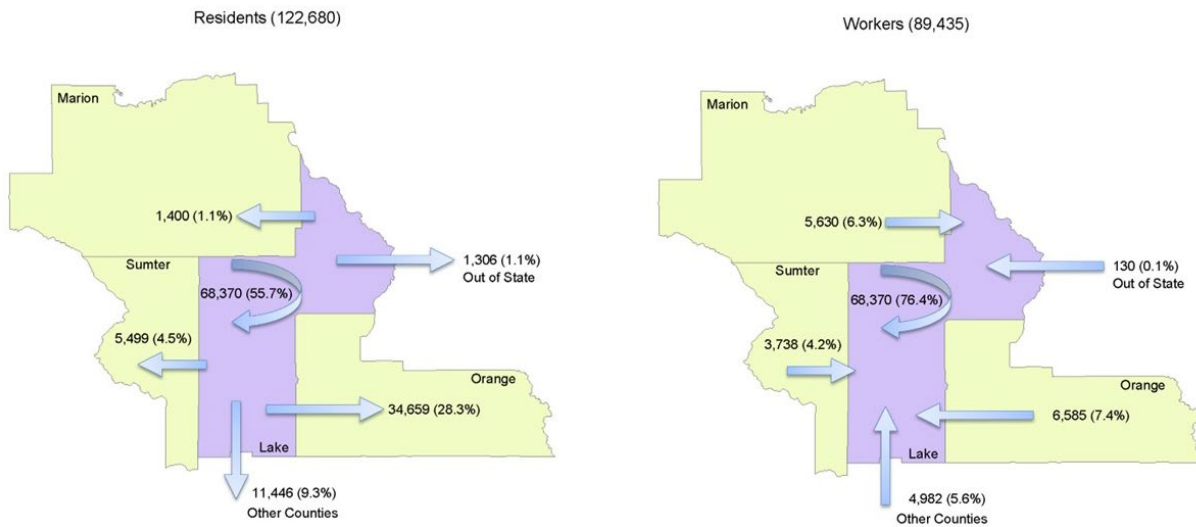 Residents (122,680)
Marion
1,400 (1.1%)
1,306 (1.1%)
Out of State
Sumter
68,370 (55.7%)
5,499 (4.5%)
Orange
34,659 (28.3%)
Lake
11,446 (9.3%)
Other Counties
Workers (89,435)
Marion
5,630 (6.3%)
130 (0.1%)
Out of State
Sumter
68,370 (76.4%)
3,738 (4.2%)
Orange
6,585 (7.4%)
Lake
4,982 (5.6%)
Other Counties